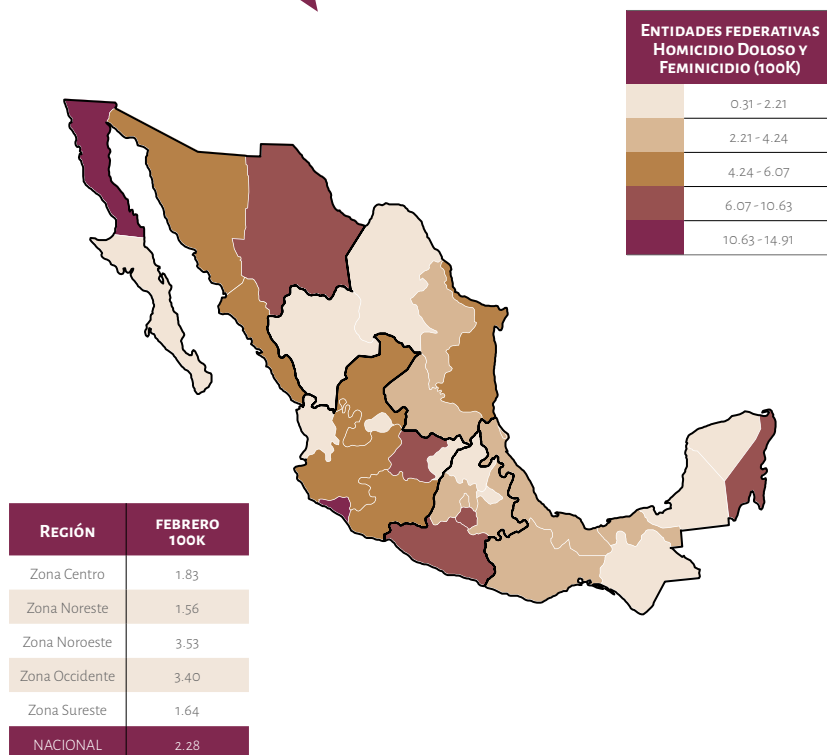 Entidades federativas
Homicidio Doloso y
Feminicidio (100K)
0.31 - 2.21
2.21 - 4.24
4.24 - 6.07
6.07 - 10.63
10.63 - 14.91
Región FEBRERO
100K
Zona Centro 1.83
Zona Noreste 1.56
Zona Noroeste 3.53
Zona Occidente 3.40
Zona Sureste 1.64
NACIONAL 2.28